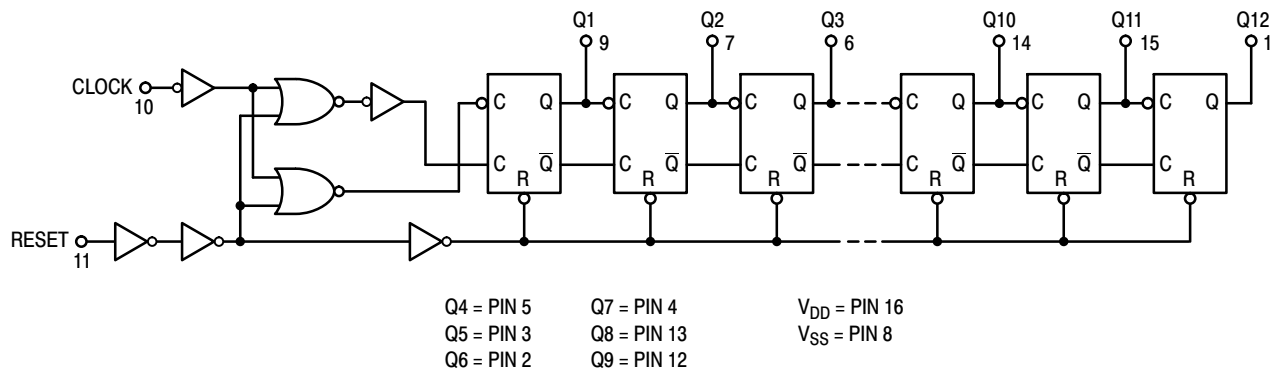 Q1 Q2 Q3 Q10 Q11 Q12
9 7 6 14 15 1
CLOCK
10
C Q C Q C Q C Q C Q C Q
C Q̅ C Q̅ C Q̅ C Q̅ C Q̅ C
R R R R R R
RESET
11
Q4 = PIN 5 Q7 = PIN 4 VDD = PIN 16
Q5 = PIN 3 Q8 = PIN 13 VSS = PIN 8
Q6 = PIN 2 Q9 = PIN 12